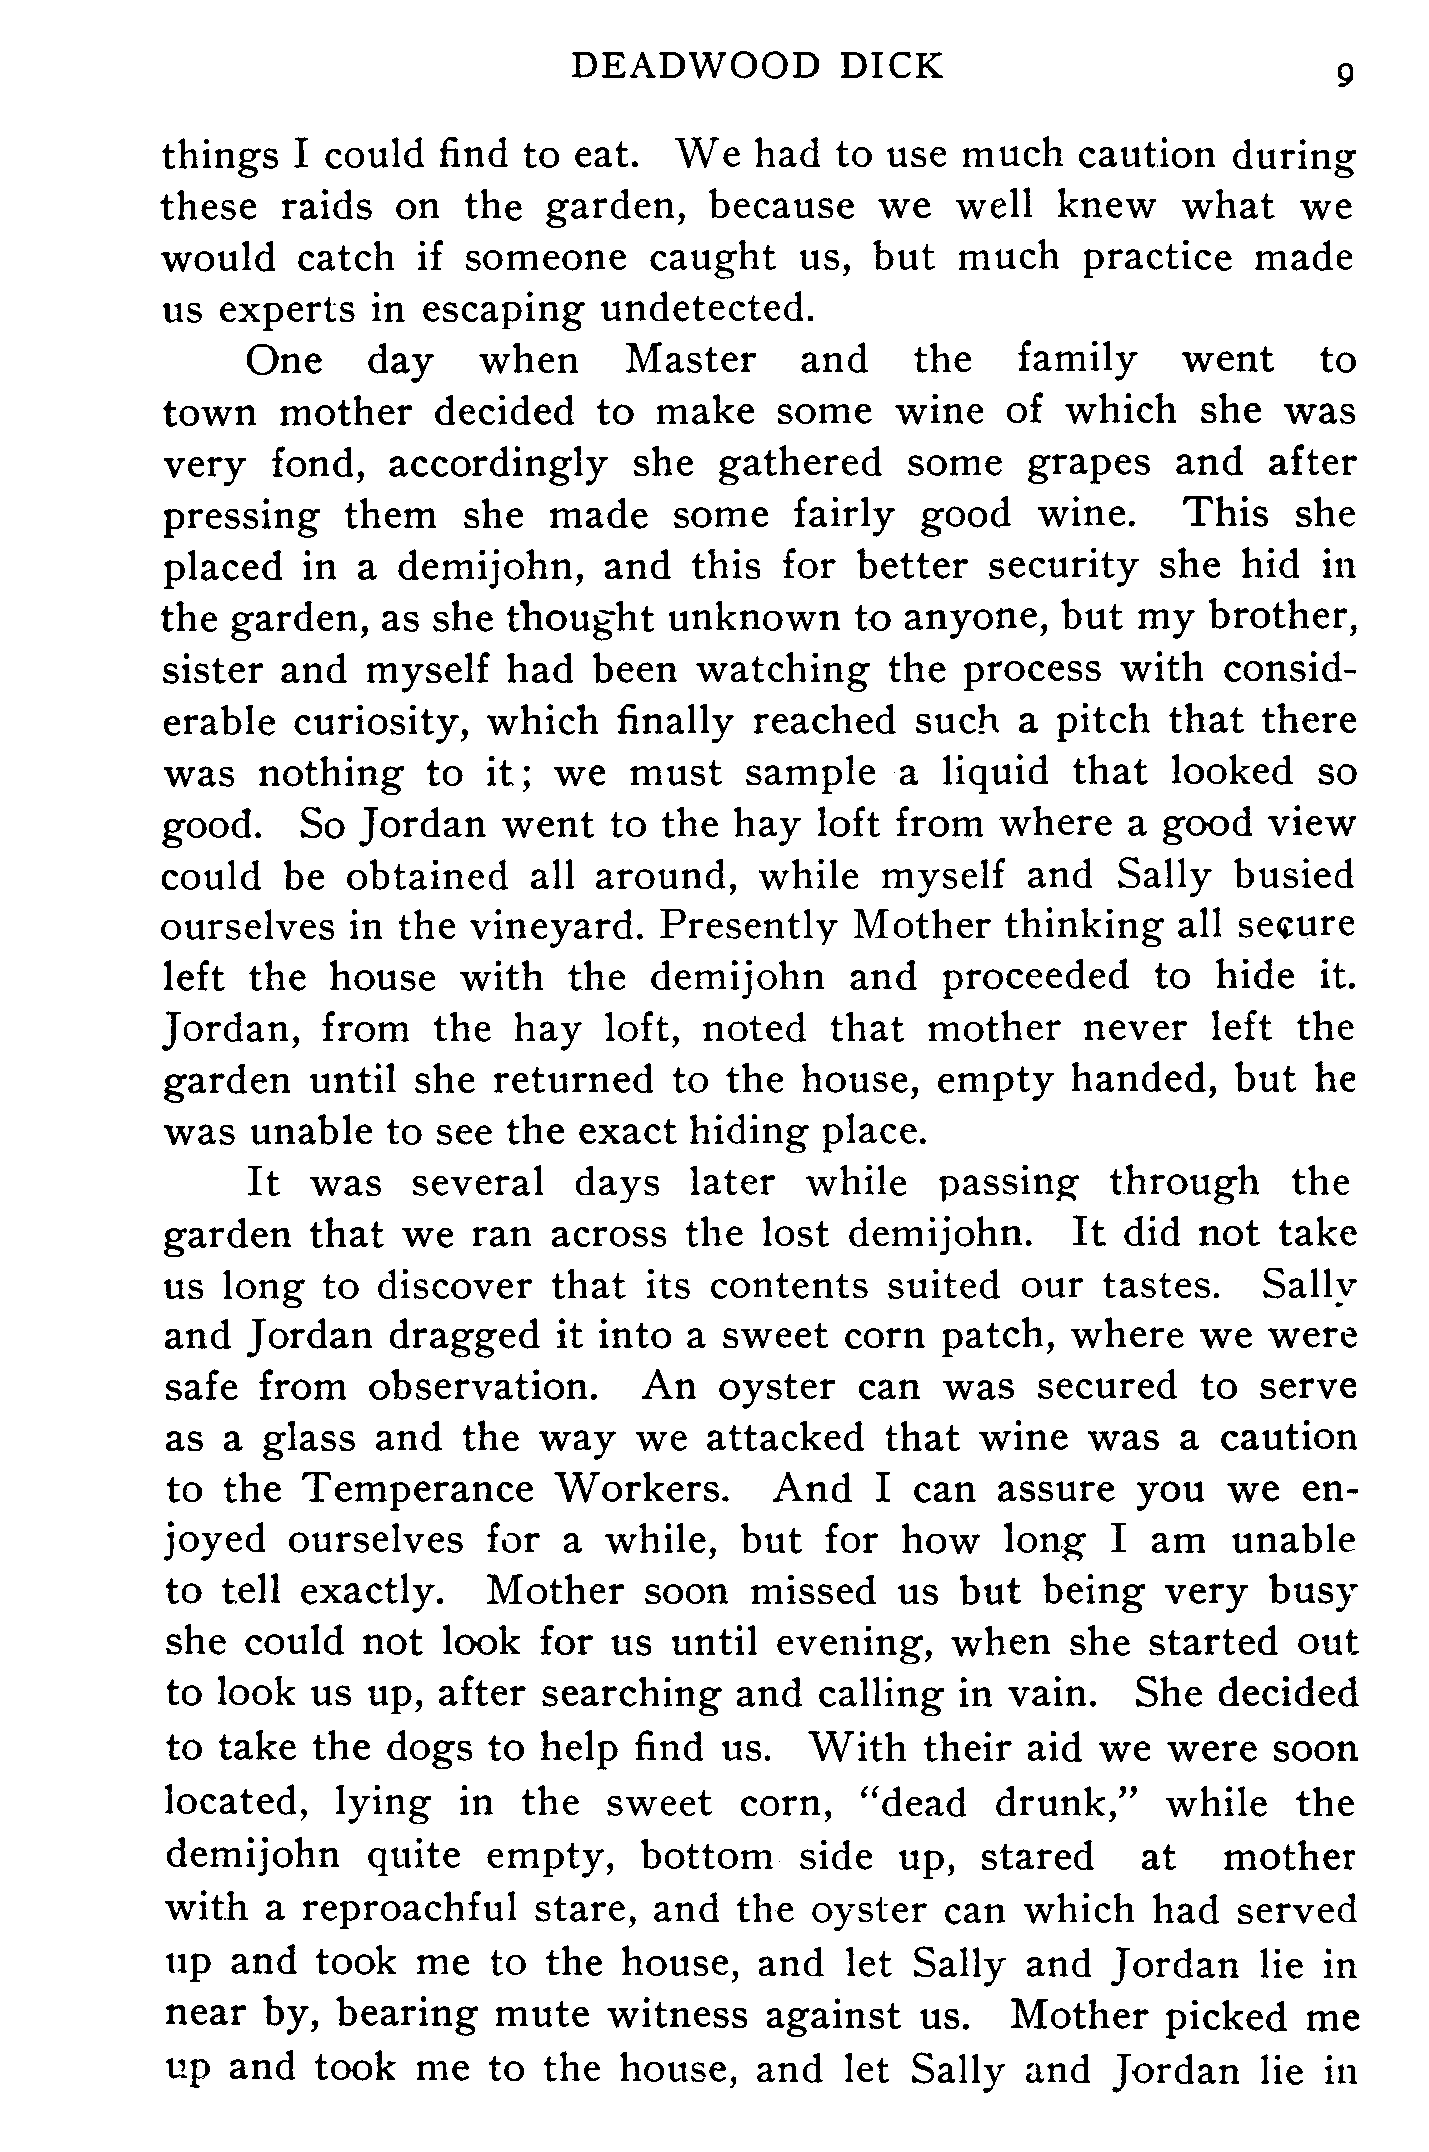 DEADWOOD DICK 9
things I could find to eat. We had to use much caution during
these raids on the garden, because we well knew what we
would catch if someone caught us, but much practice made
us experts in escaping undetected.
One day when Master and the family went to
town mother decided to make some wine of which she was
very fond, accordingly she gathered some grapes and after
pressing them she made some fairly good wine. This she
placed in a demijohn, and this for better security she hid in
the garden, as she thought unknown to anyone, but my brother,
sister and myself had been watching the process with consid-
erable curiosity, which finally reached such a pitch that there
was nothing to it; we must sample a liquid that looked so
good. So Jordan went to the hay loft from where a good view
could be obtained all around, while myself and Sally busied
ourselves in the vineyard. Presently Mother thinking all secure
left the house with the demijohn and proceeded to hide it.
Jordan, from the hay loft, noted that mother never left the
garden until she returned to the house, empty handed, but he
was unable to see the exact hiding place.
It was several days later while passing through the
garden that we ran across the lost demijohn. It did not take
us long to discover that its contents suited our tastes. Sally
and Jordan dragged it into a sweet corn patch, where we were
safe from observation. An oyster can was secured to serve
as a glass and the way we attacked that wine was a caution
to the Temperance Workers. And I can assure you we en-
joyed ourselves for a while, but for how long I am unable
to tell exactly. Mother soon missed us but being very busy
she could not look for us until evening, when she started out
to look us up, after searching and calling in vain. She decided
to take the dogs to help find us. With their aid we were soon
located, lying in the sweet corn, "dead drunk," while the
demijohn quite empty, bottom side up, stared at mother
with a reproachful stare, and the oyster can which had served
up and took me to the house, and let Sally and Jordan lie in
near by, bearing mute witness against us. Mother picked me
up and took me to the house, and let Sally and Jordan lie in